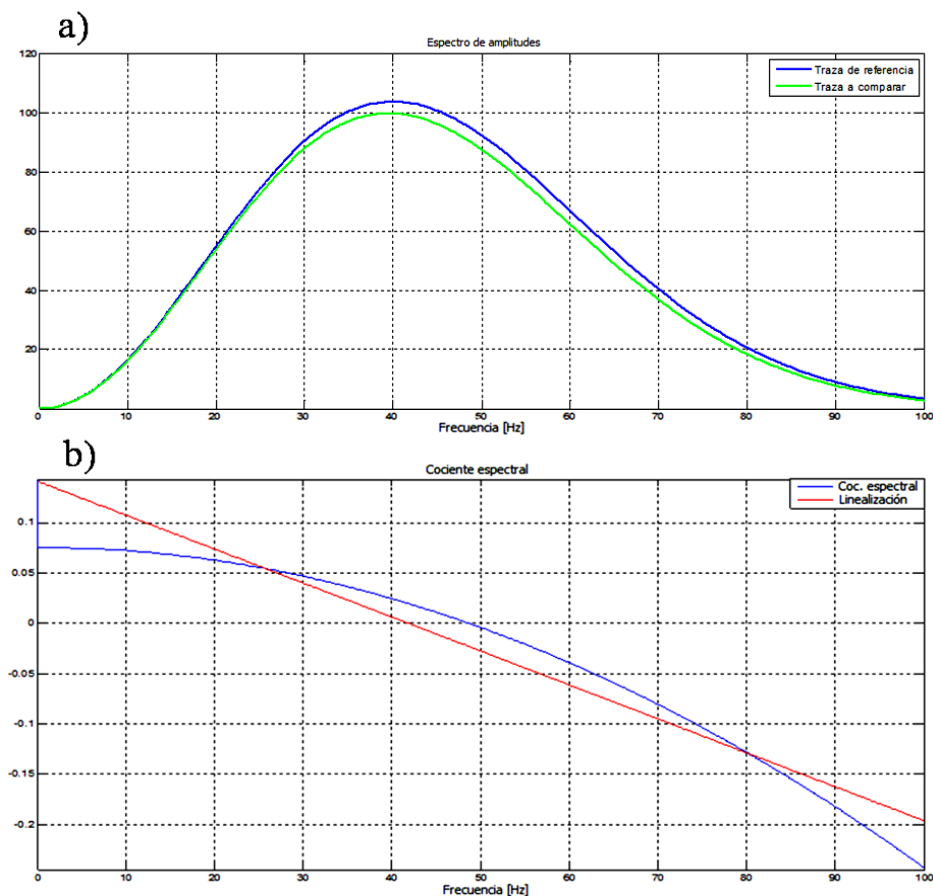 a)
Espectro de amplitudes
120
100
80
60
40
20
Traza de referencia
Traza a comparar
0 10 20 30 40 50 60 70 80 90 100
Frecuencia [Hz]
b)
Cociente espectral
0.1
0.05
0
-0.05
-0.1
-0.15
-0.2
Coc. espectral
Linealización
0 10 20 30 40 50 60 70 80 90 100
Frecuencia [Hz]